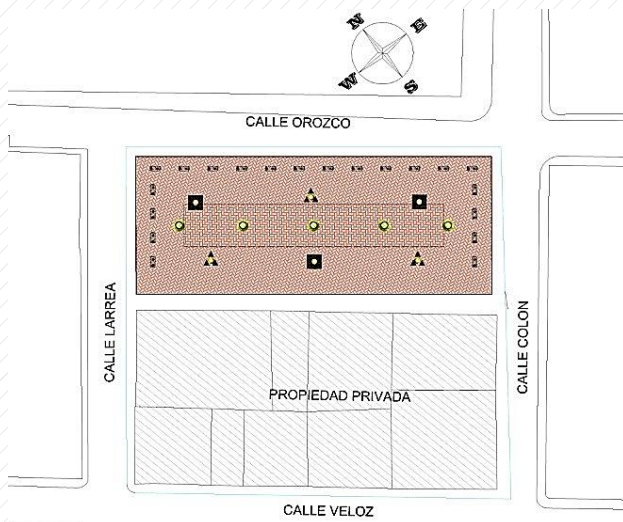 N
E
W
S
CALLE OROZCO
CALLE LARREA
CALLE COLON
PROPIEDAD PRIVADA
CALLE VELOZ